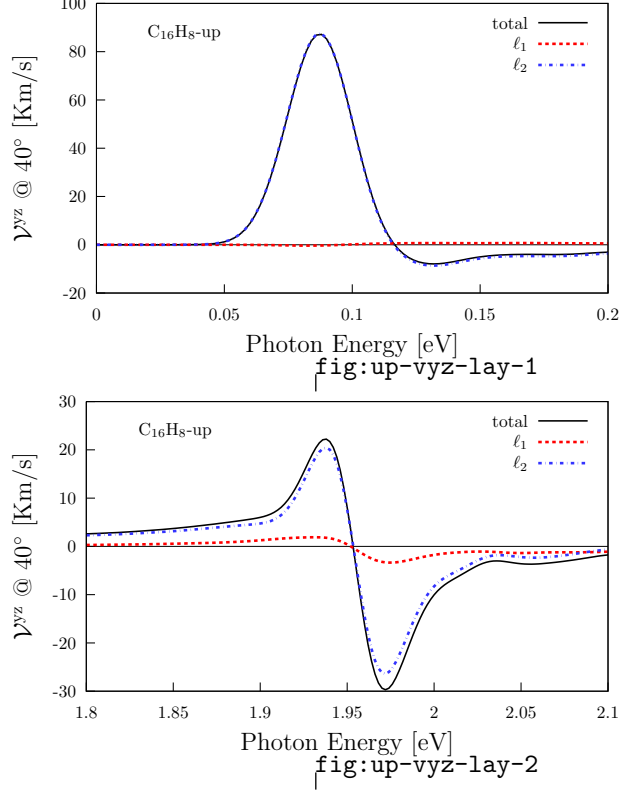 100
80
60
40
20
0
-20
0
0.05
0.1
0.15
0.2
𝒱ʸᶻ @ 40° [Km/s]
C₁₆H₈-up
total
ℓ₁
ℓ₂
Photon Energy [eV]
fig:up-vyz-lay-1
30
20
10
0
-10
-20
-30
1.8
1.85
1.9
1.95
2
2.05
2.1
𝒱ʸᶻ @ 40° [Km/s]
C₁₆H₈-up
total
ℓ₁
ℓ₂
Photon Energy [eV]
fig:up-vyz-lay-2